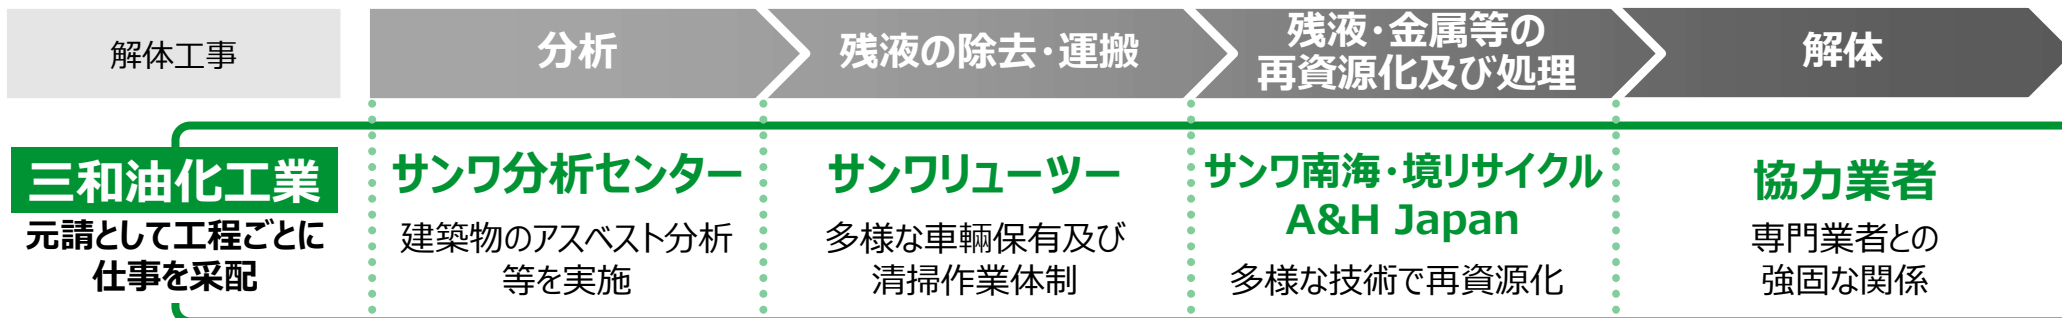 解体工事
分析
残液の除去・運搬
残液・金属等の
再資源化及び処理
解体
三和油化工業
元請として工程ごとに
仕事を采配
サンワ分析センター
建築物のアスベスト分析
等を実施
サンワリューツー
多様な車輛保有及び
清掃作業体制
サンワ南海・境リサイクル
A&H Japan
多様な技術で再資源化
協力業者
専門業者との
強固な関係